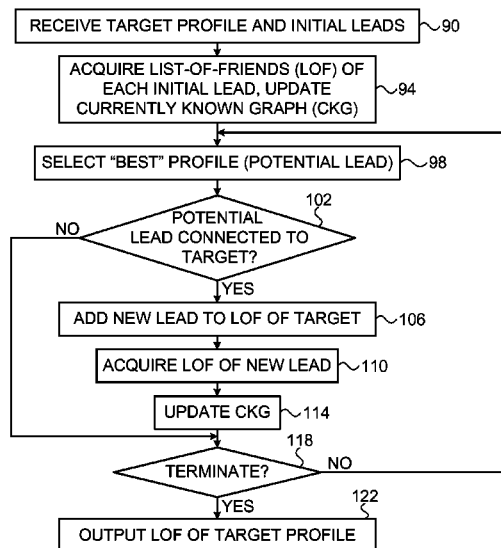 RECEIVE TARGET PROFILE AND INITIAL LEADS
90
ACQUIRE LIST-OF-FRIENDS (LOF) OF
EACH INITIAL LEAD, UPDATE
CURRENTLY KNOWN GRAPH (CKG)
94
SELECT "BEST" PROFILE (POTENTIAL LEAD)
98
102
POTENTIAL
LEAD CONNECTED TO
TARGET?
NO
YES
ADD NEW LEAD TO LOF OF TARGET
106
ACQUIRE LOF OF NEW LEAD
110
UPDATE CKG
114
118
TERMINATE?
NO
YES
122
OUTPUT LOF OF TARGET PROFILE